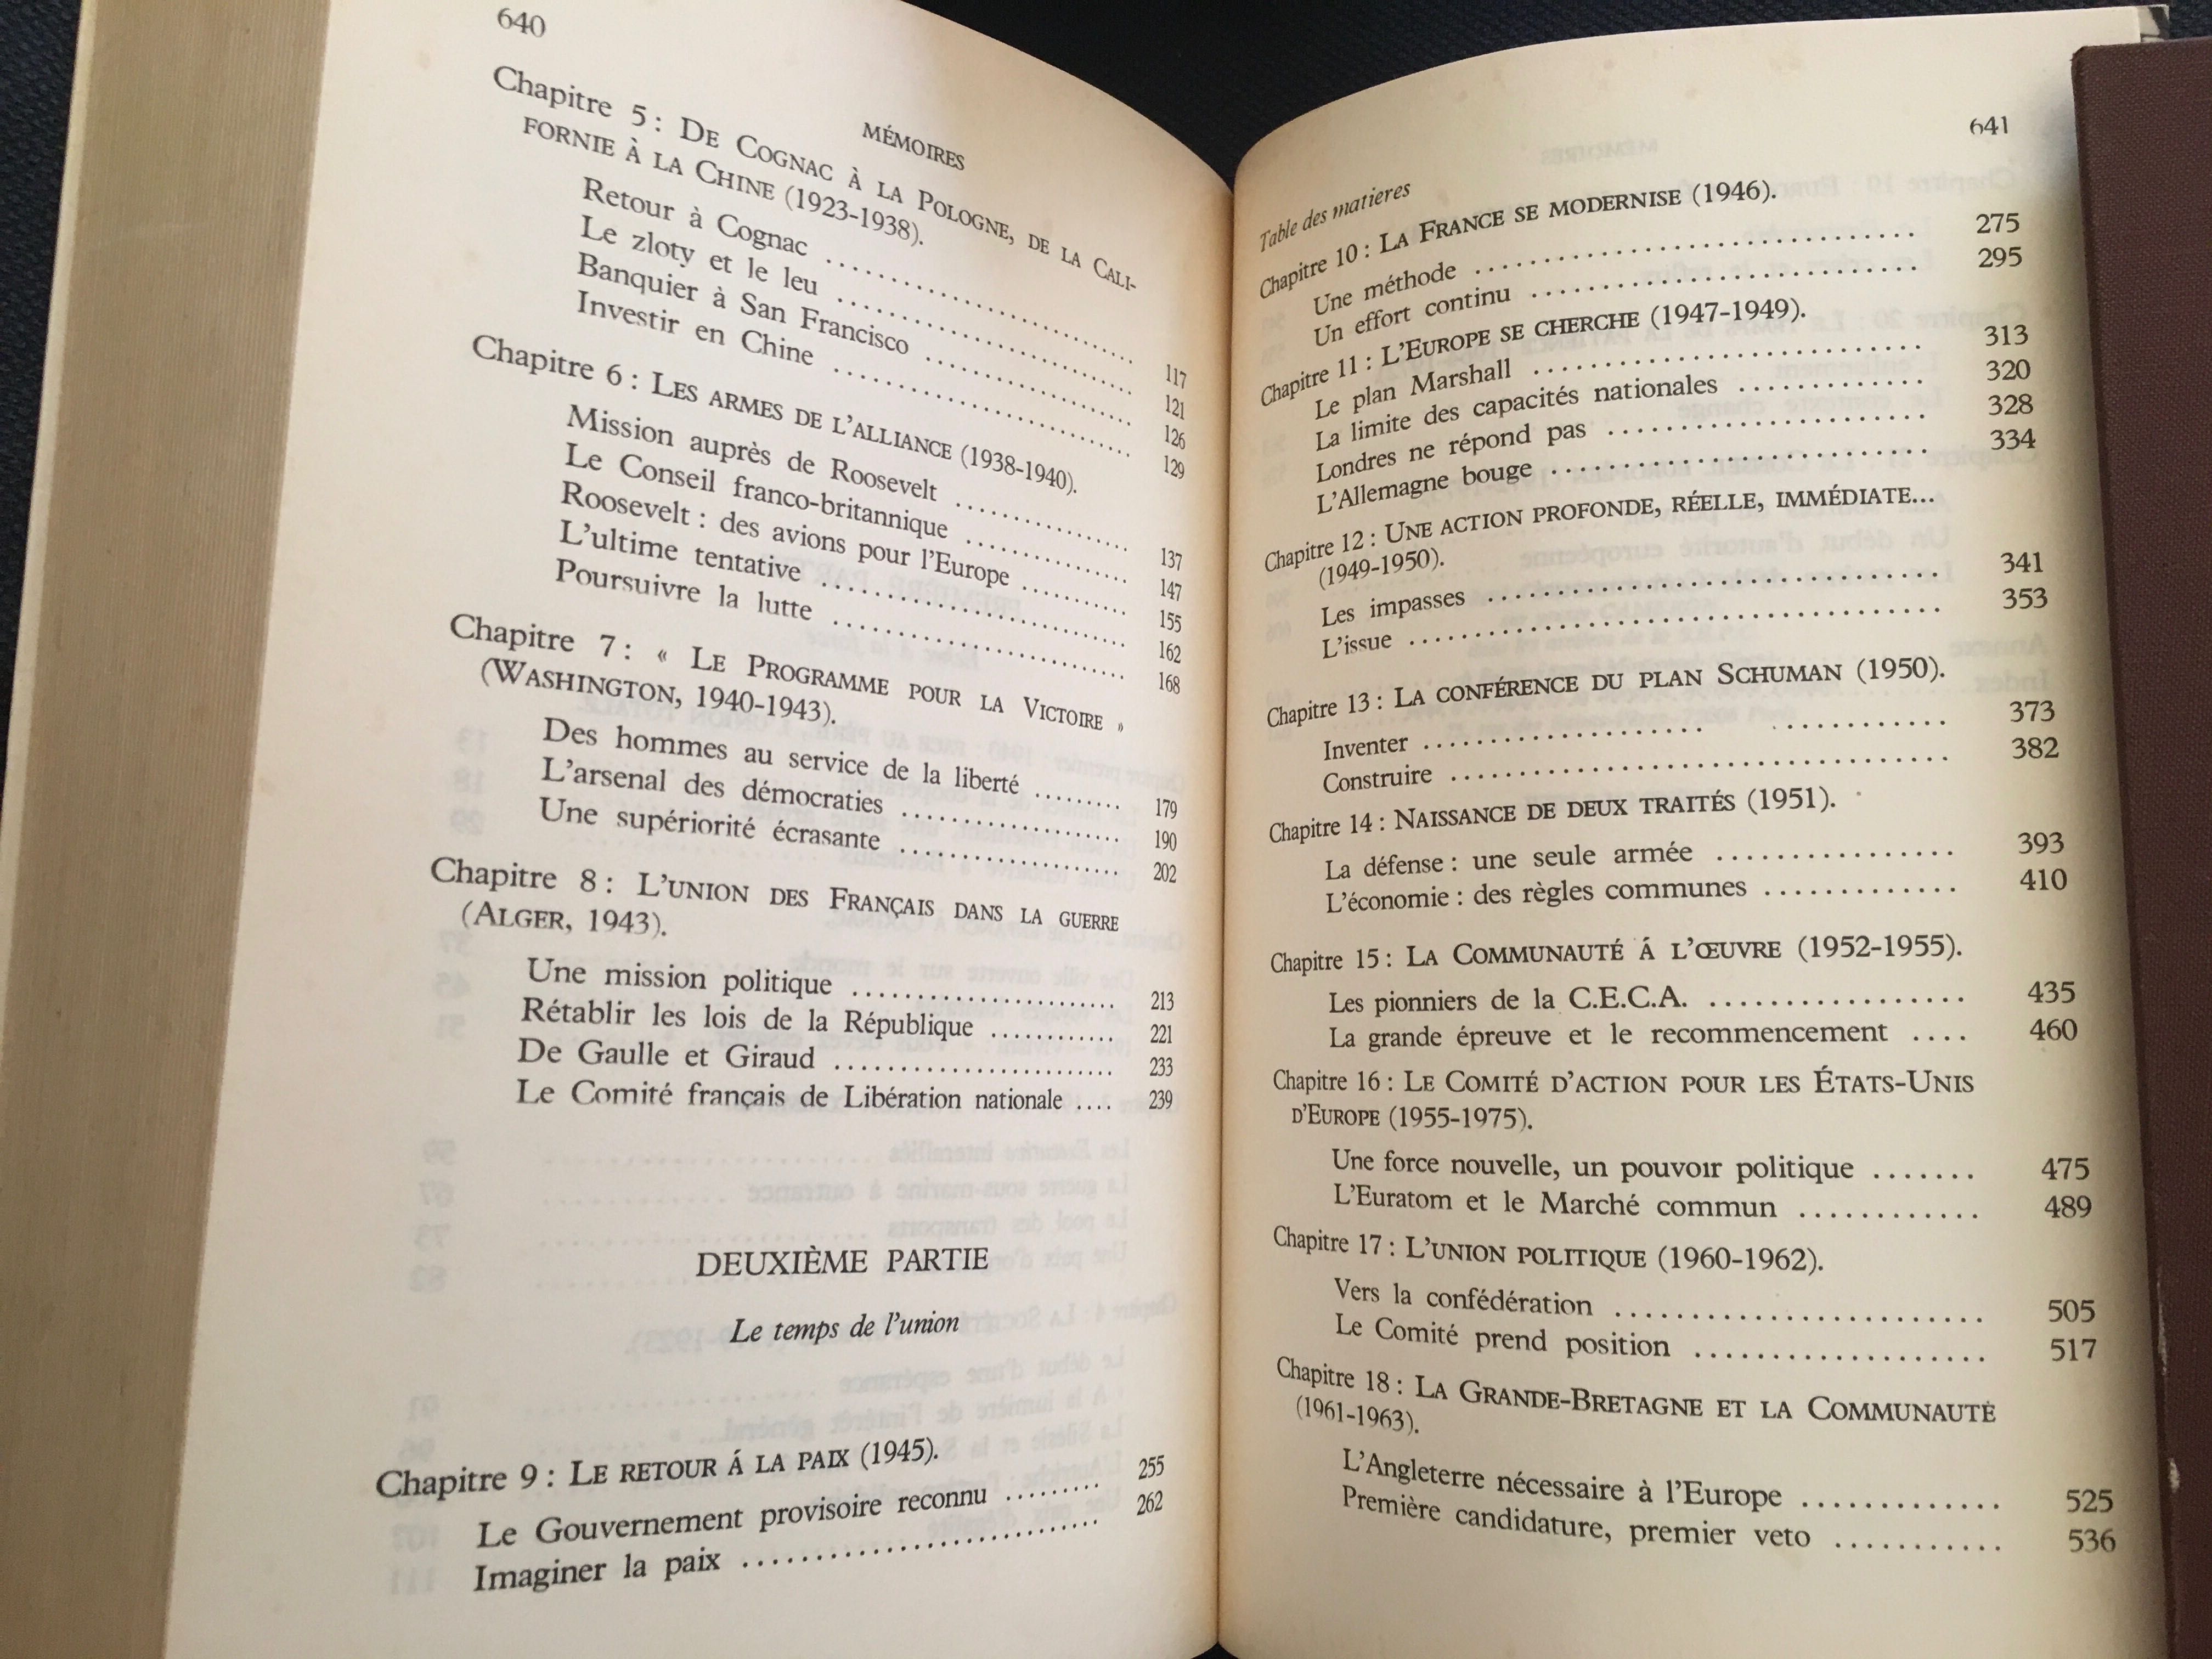 640
MÉMOIRES
Chapitre 5 : DE COGNAC À LA POLOGNE, DE LA CALI-
FORNIE À LA CHINE (1923-1938).
Retour à Cognac .............................. 117
Le zloty et le leu .............................. 121
Banquier à San Francisco .................... 126
Investir en Chine .............................. 129
Chapitre 6 : LES ARMES DE L'ALLIANCE (1938-1940).
Mission auprès de Roosevelt ................ 137
Le Conseil franco-britannique ............... 147
Roosevelt : des avions pour l'Europe ......... 155
L'ultime tentative .............................. 162
Poursuivre la lutte .............................. 168
Chapitre 7 : « LE PROGRAMME POUR LA VICTOIRE »
(WASHINGTON, 1940-1943).
Des hommes au service de la liberté ......... 179
L'arsenal des démocraties .................... 190
Une supériorité écrasante .................... 202
Chapitre 8 : L'UNION DES FRANÇAIS DANS LA GUERRE
(ALGER, 1943).
Une mission politique ........................ 213
Rétablir les lois de la République ............ 221
De Gaulle et Giraud .......................... 233
Le Comité français de Libération nationale .... 239
DEUXIÈME PARTIE
Le temps de l'union
Chapitre 9 : LE RETOUR Á LA PAIX (1945).
Le Gouvernement provisoire reconnu ......... 255
Imaginer la paix .............................. 262
641
Table des matieres
Chapitre 10 : LA FRANCE SE MODERNISE (1946).
Une méthode .................................. 275
Un effort continu .............................. 295
Chapitre 11 : L'EUROPE SE CHERCHE (1947-1949).
Le plan Marshall .............................. 313
La limite des capacités nationales ............. 320
Londres ne répond pas ........................ 328
L'Allemagne bouge ............................ 334
Chapitre 12 : UNE ACTION PROFONDE, RÉELLE, IMMÉDIATE...
(1949-1950).
Les impasses .................................. 341
L'issue ........................................ 353
Chapitre 13 : LA CONFÉRENCE DU PLAN SCHUMAN (1950).
Inventer ...................................... 373
Construire .................................... 382
Chapitre 14 : NAISSANCE DE DEUX TRAITÉS (1951).
La défense : une seule armée ................. 393
L'économie : des règles communes ............. 410
Chapitre 15 : LA COMMUNAUTÉ Á L'ŒUVRE (1952-1955).
Les pionniers de la C.E.C.A. .................. 435
La grande épreuve et le recommencement .... 460
Chapitre 16 : LE COMITÉ D'ACTION POUR LES ÉTATS-UNIS
D'EUROPE (1955-1975).
Une force nouvelle, un pouvoir politique ....... 475
L'Euratom et le Marché commun ............. 489
Chapitre 17 : L'UNION POLITIQUE (1960-1962).
Vers la confédération .......................... 505
Le Comité prend position .................... 517
Chapitre 18 : LA GRANDE-BRETAGNE ET LA COMMUNAUTÉ
(1961-1963).
L'Angleterre nécessaire à l'Europe ............. 525
Première candidature, premier veto ........... 536